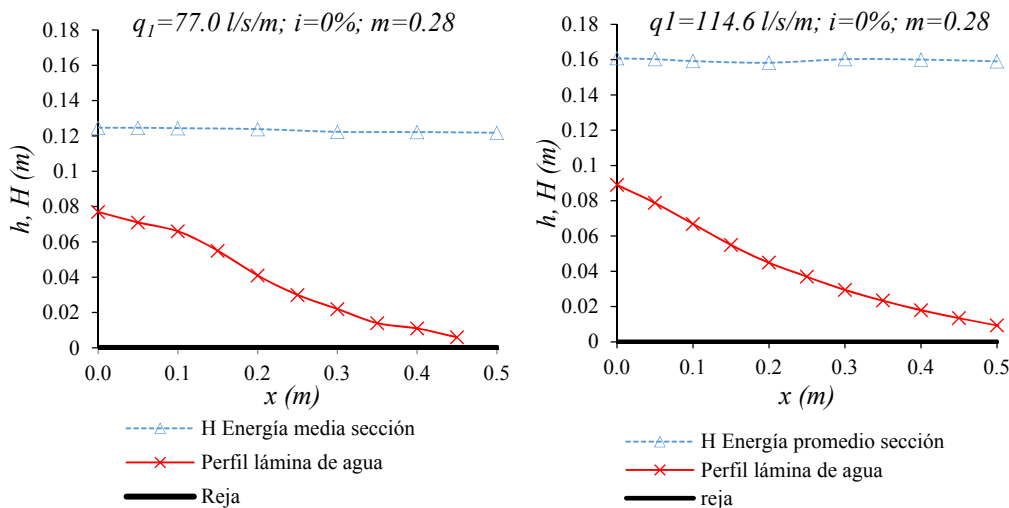 q1=77.0 l/s/m; i=0%; m=0.28
0.18
0.16
0.14
0.12
0.1
0.08
0.06
0.04
0.02
0
h, H (m)
0.0 0.1 0.2 0.3 0.4 0.5
x (m)
H Energía media sección
Perfil lámina de agua
Reja
q1=114.6 l/s/m; i=0%; m=0.28
0.18
0.16
0.14
0.12
0.1
0.08
0.06
0.04
0.02
0
h, H (m)
0.0 0.1 0.2 0.3 0.4 0.5
x (m)
H Energía promedio sección
Perfil lámina de agua
reja